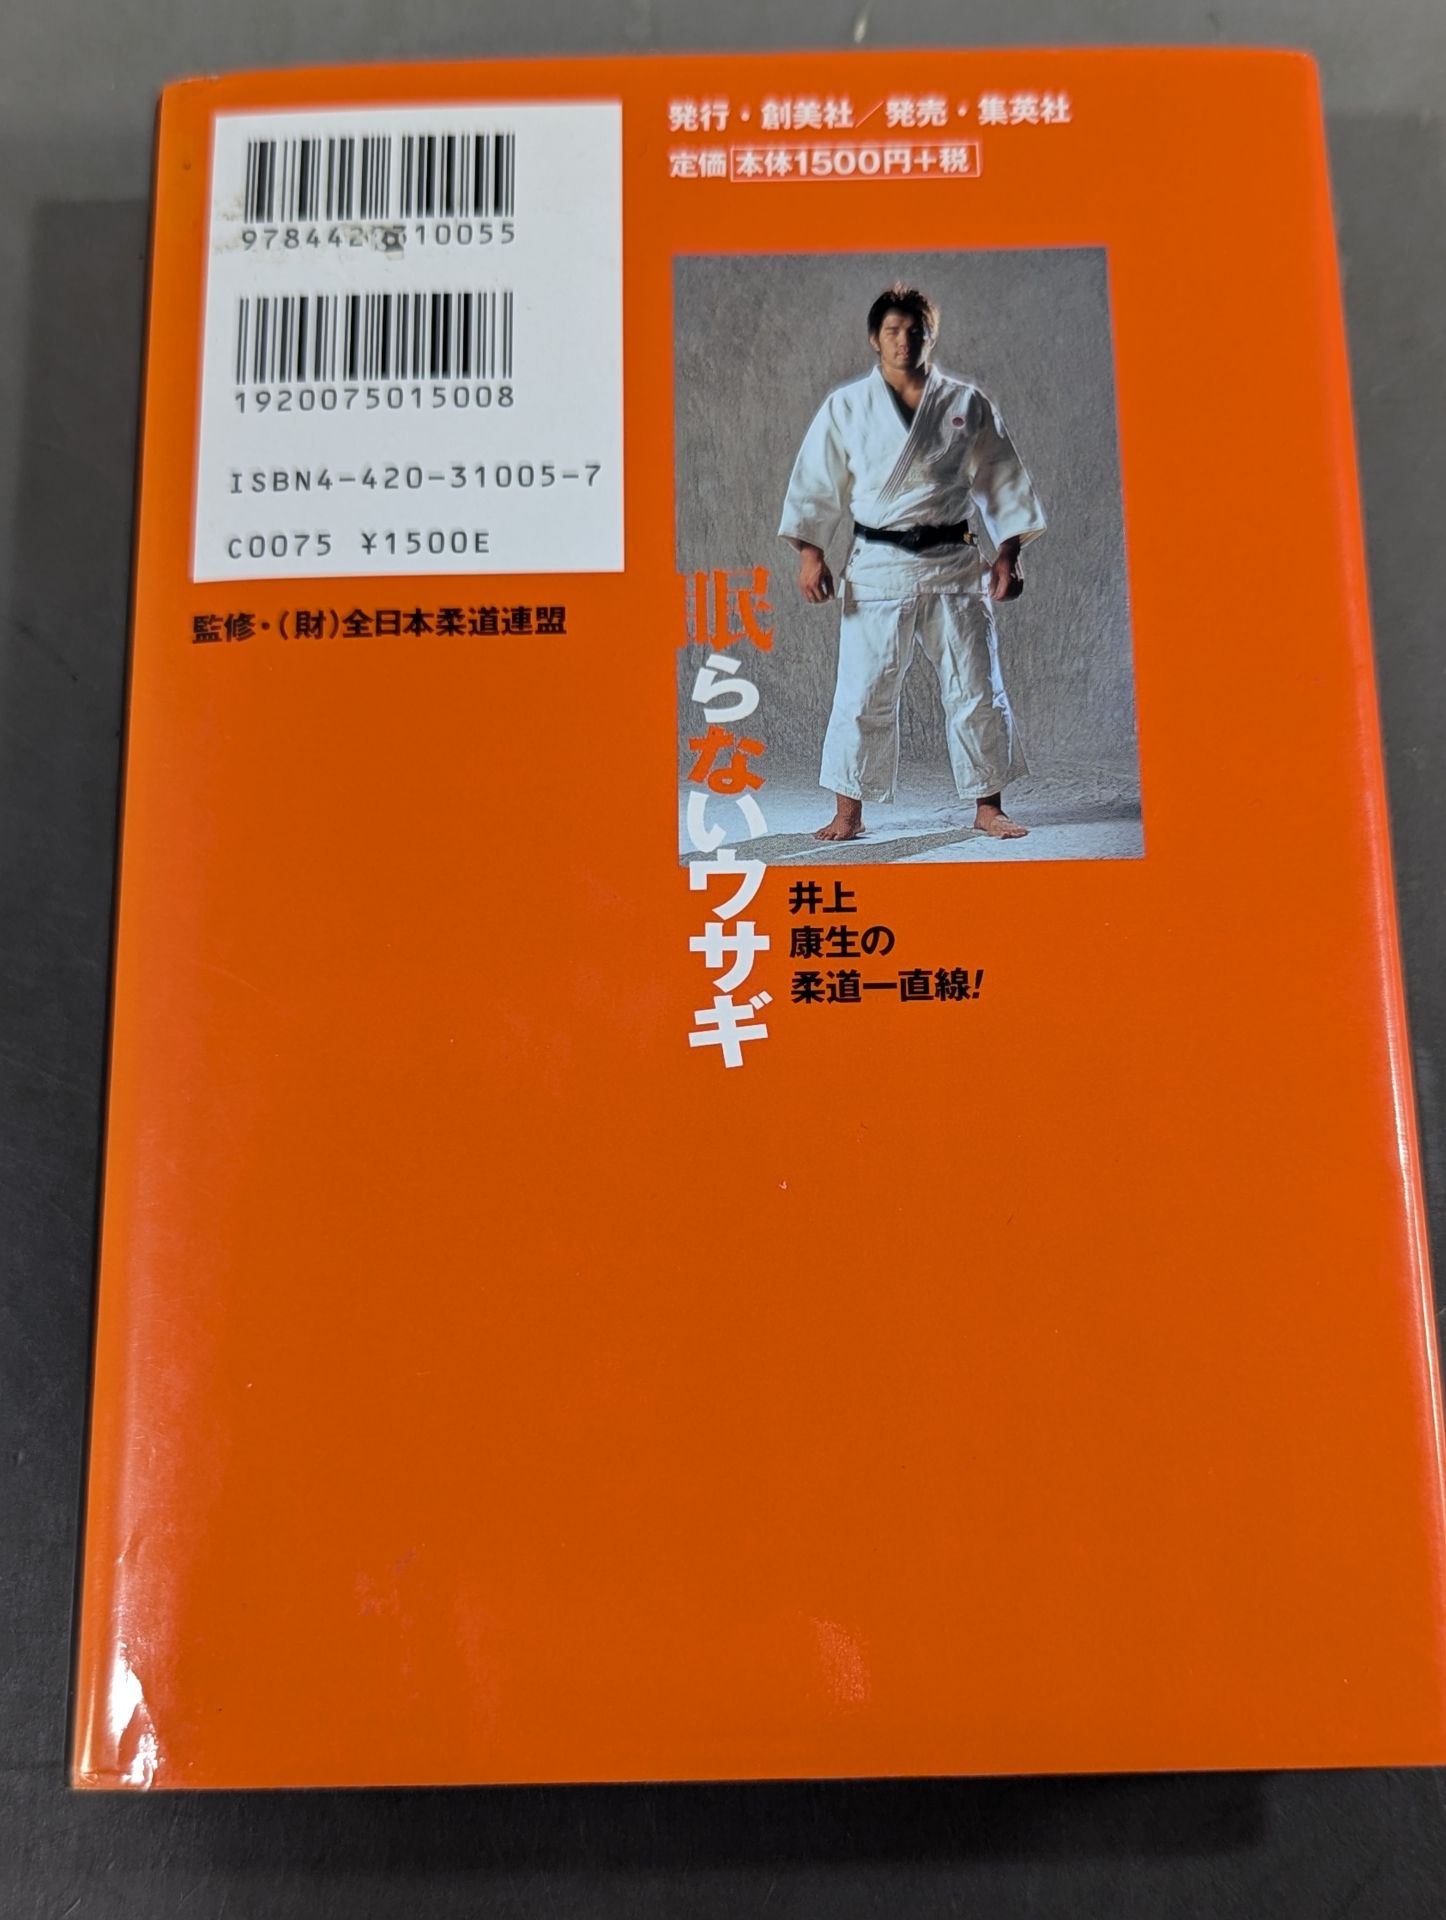 発行・創美社／発売・集英社
定価 本体1500円+税
9784420310055
1920075015008
ISBN4-420-31005-7
C0075 ¥1500E
監修・(財)全日本柔道連盟
眠らないウサギ
井上
康生の
柔道一直線!